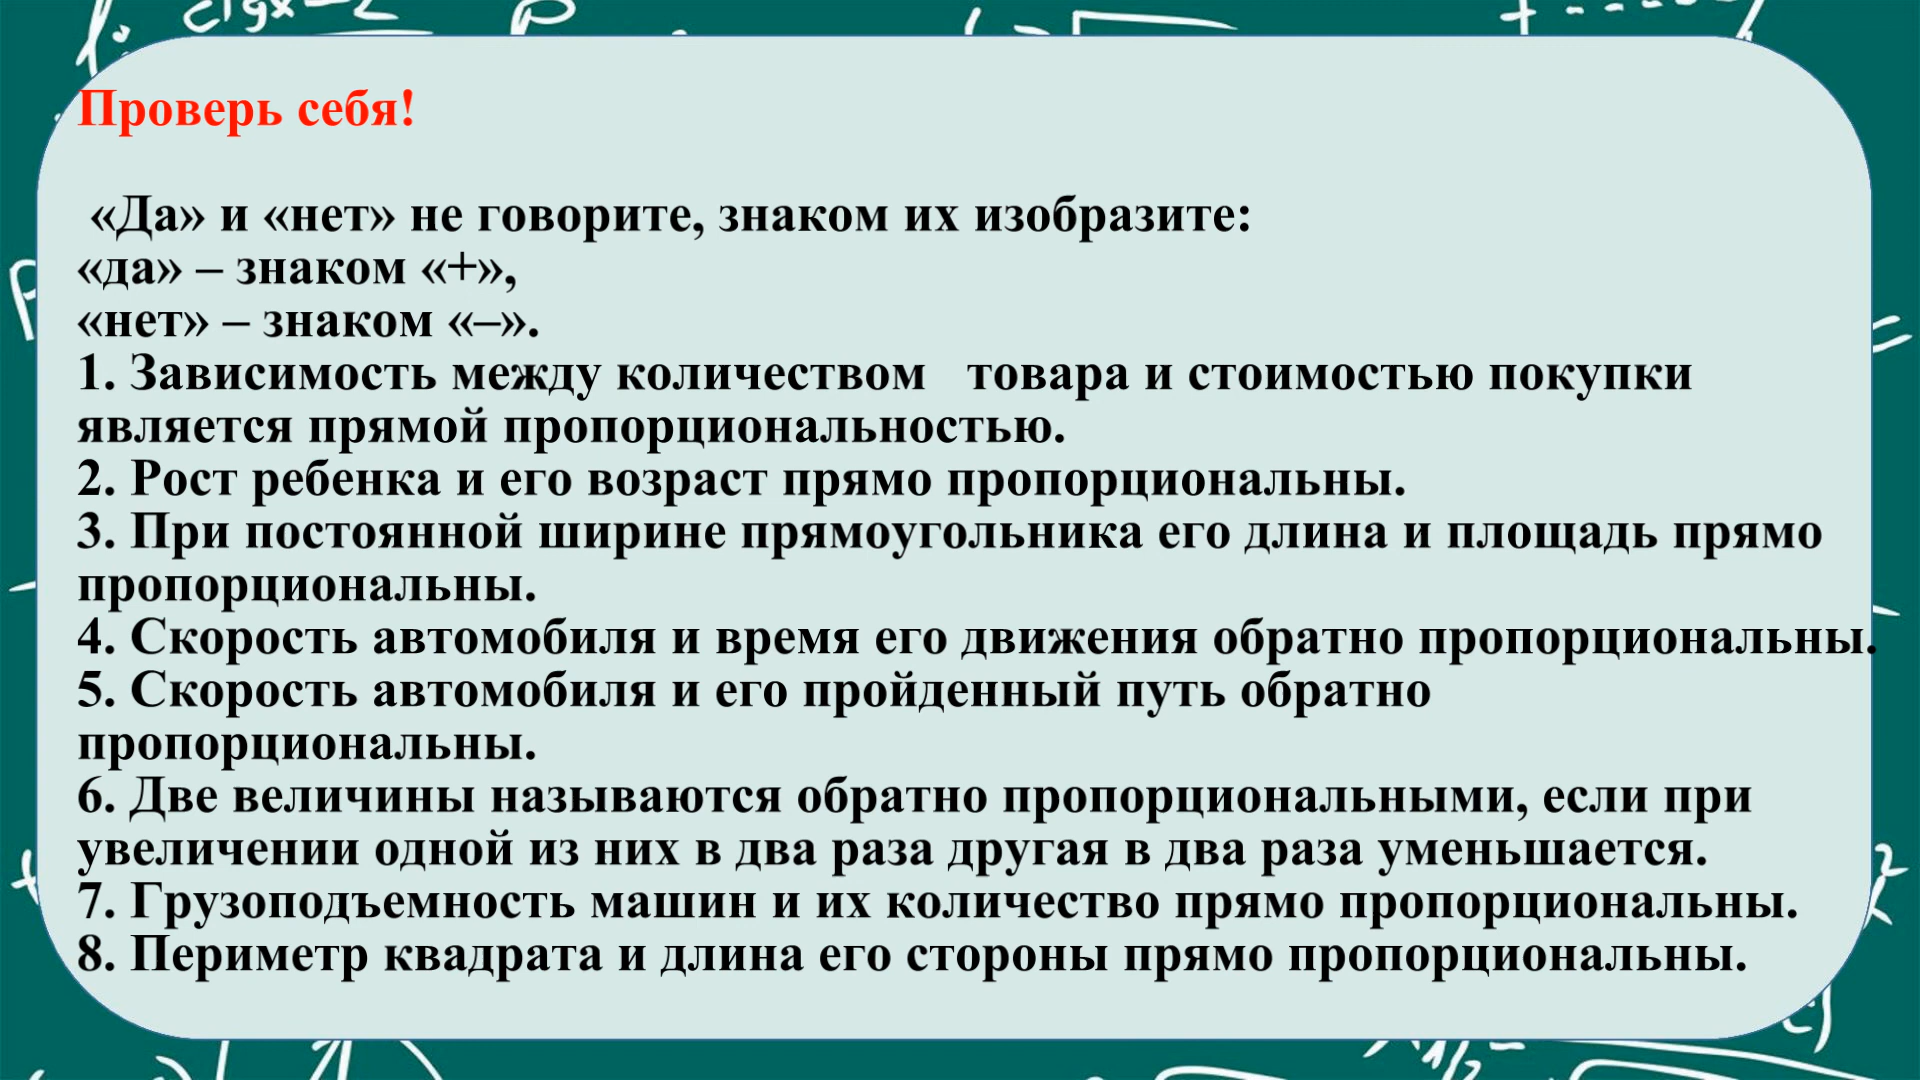 Проверь себя!
«Да» и «нет» не говорите, знаком их изобразите:
«да» – знаком «+»,
«нет» – знаком «–».
1. Зависимость между количеством   товара и стоимостью покупки
является прямой пропорциональностью.
2. Рост ребенка и его возраст прямо пропорциональны.
3. При постоянной ширине прямоугольника его длина и площадь прямо
пропорциональны.
4. Скорость автомобиля и время его движения обратно пропорциональны.
5. Скорость автомобиля и его пройденный путь обратно
пропорциональны.
6. Две величины называются обратно пропорциональными, если при
увеличении одной из них в два раза другая в два раза уменьшается.
7. Грузоподъемность машин и их количество прямо пропорциональны.
8. Периметр квадрата и длина его стороны прямо пропорциональны.